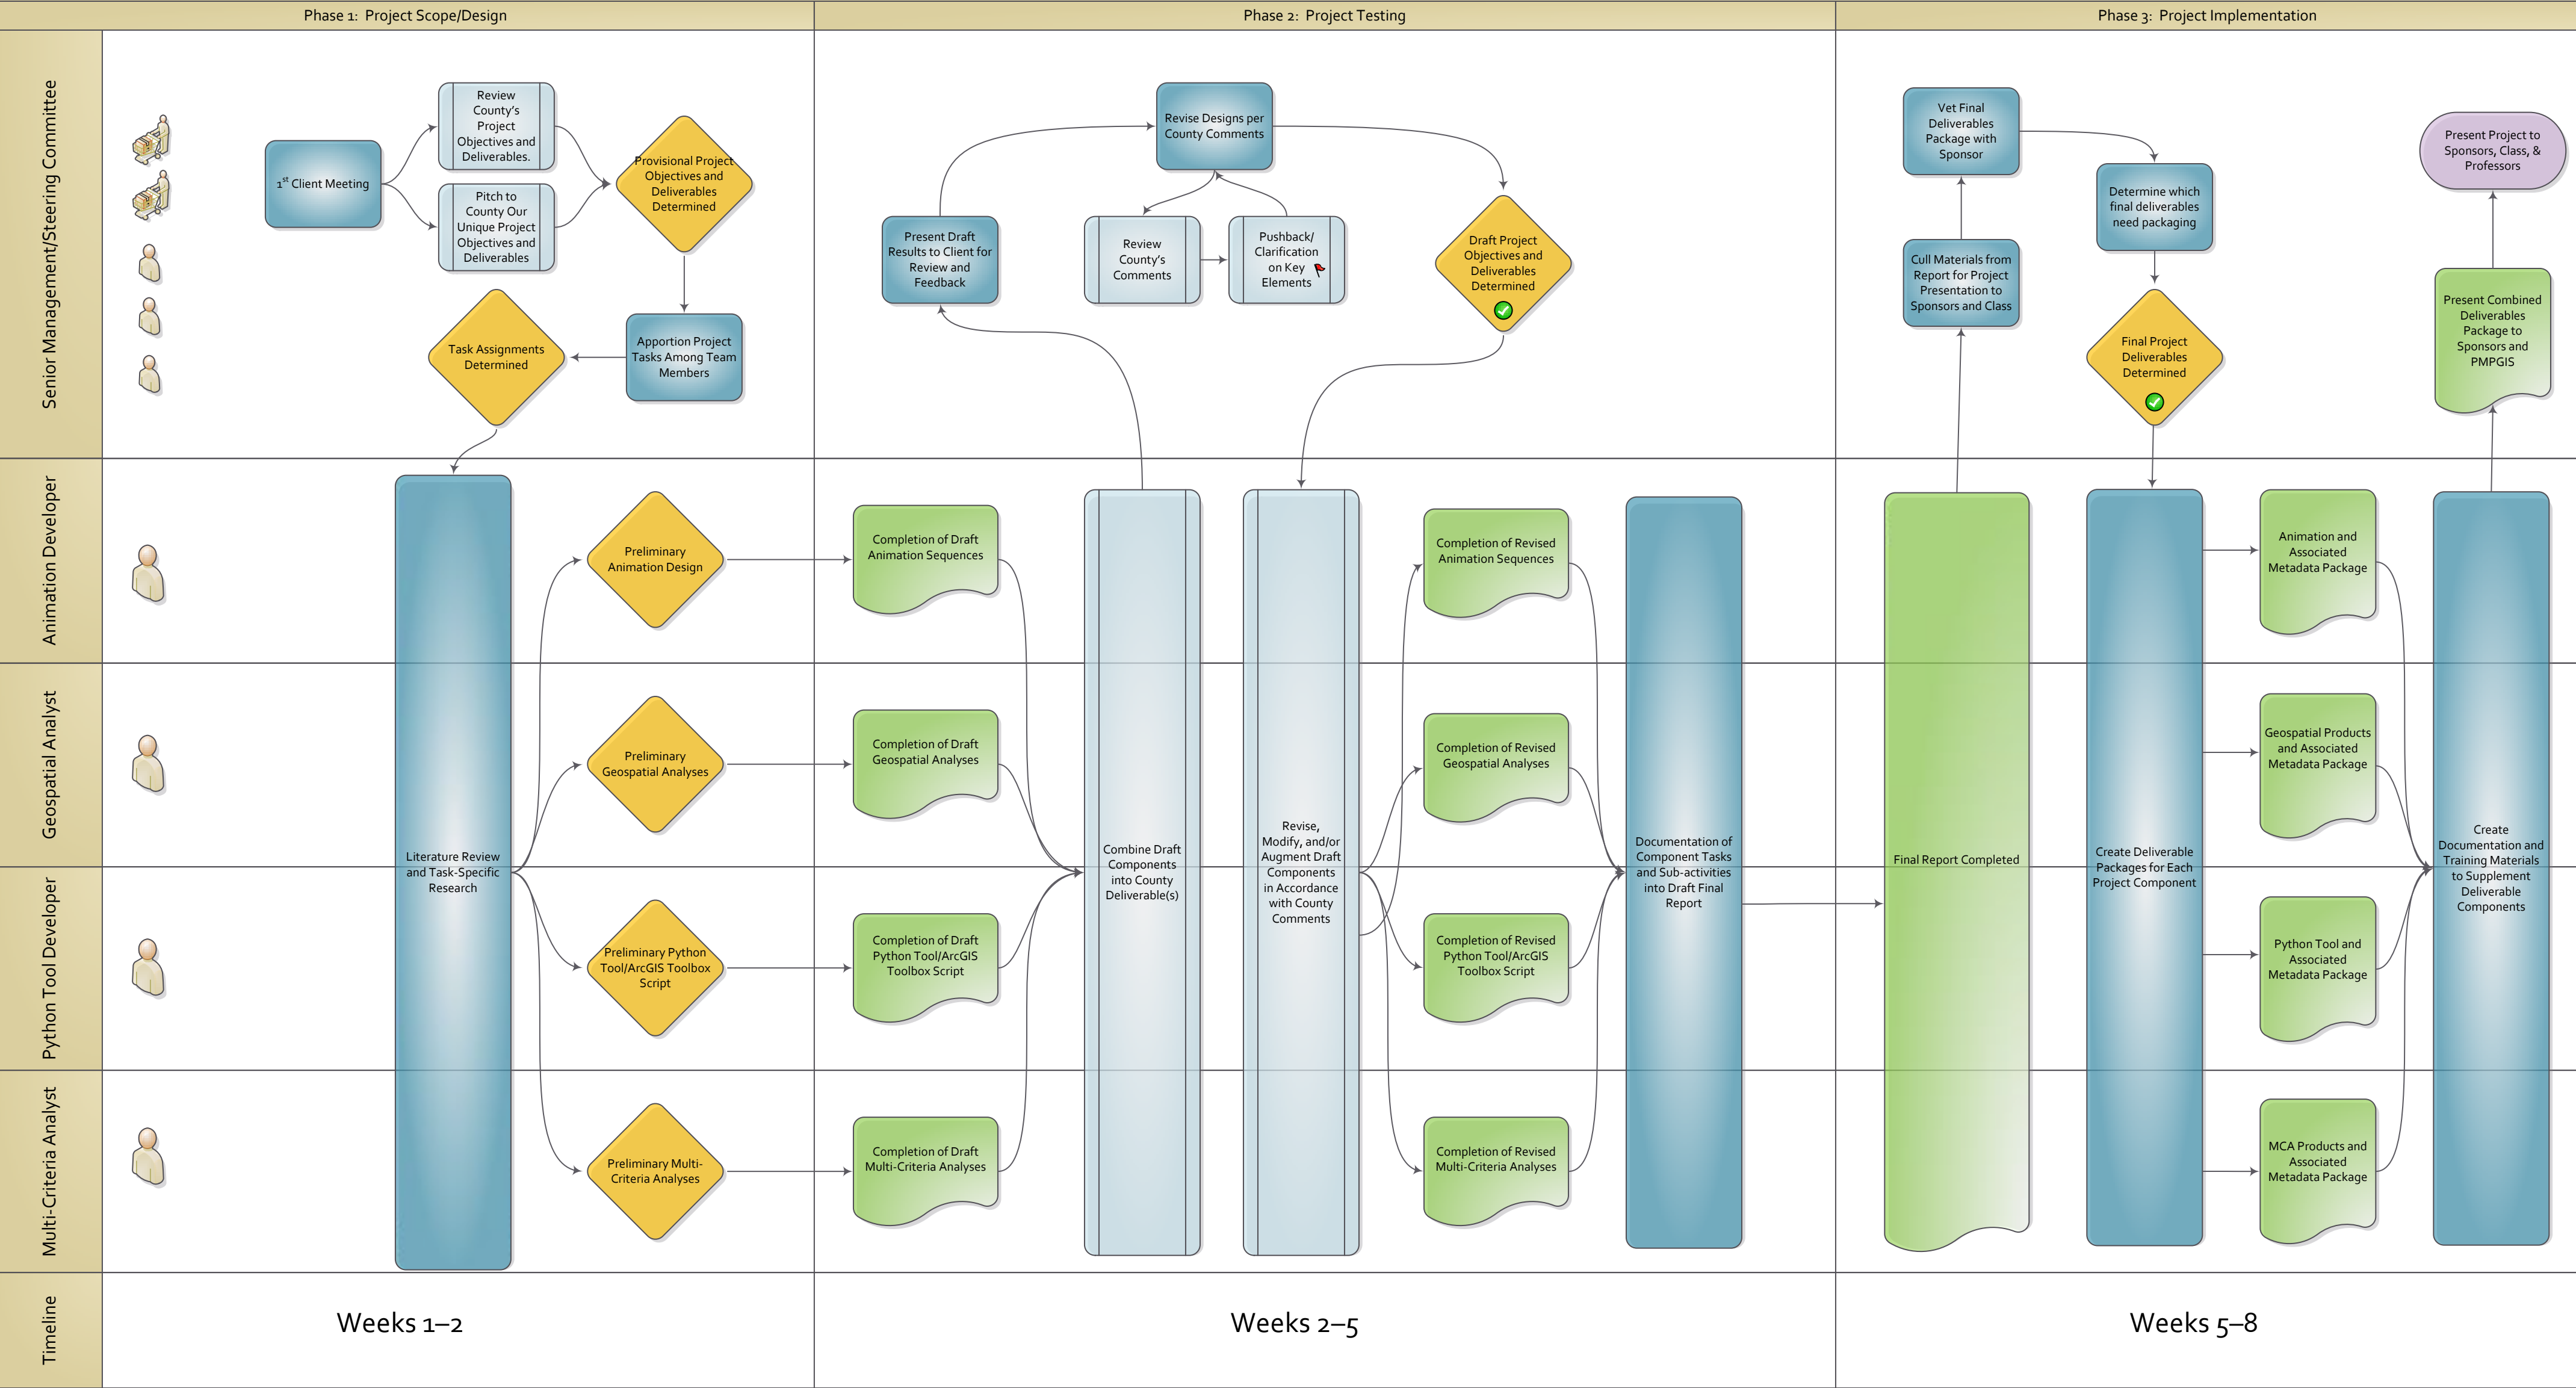 Phase 1: Project Scope/Design
Phase 2: Project Testing
Phase 3: Project Implementation
Senior Management/Steering Committee
1st Client Meeting
Review
County's
Project
Objectives and
Deliverables.
Pitch to
County Our
Unique Project
Objectives and
Deliverables
Provisional Project
Objectives and
Deliverables
Determined
Apportion Project
Tasks Among Team
Members
Task Assignments
Determined
Present Draft
Results to Client for
Review and
Feedback
Revise Designs per
County Comments
Review
County's
Comments
Pushback/
Clarification
on Key
Elements
Draft Project
Objectives and
Deliverables
Determined
Vet Final
Deliverables
Package with
Sponsor
Cull Materials from
Report for Project
Presentation to
Sponsors and Class
Determine which
final deliverables
need packaging
Final Project
Deliverables
Determined
Present Project to
Sponsors, Class, &
Professors
Present Combined
Deliverables
Package to
Sponsors and
PMPGIS
Animation Developer
Geospatial Analyst
Python Tool Developer
Multi-Criteria Analyst
Literature Review
and Task-Specific
Research
Preliminary
Animation Design
Preliminary
Geospatial Analyses
Preliminary Python
Tool/ArcGIS Toolbox
Script
Preliminary Multi-
Criteria Analyses
Completion of Draft
Animation Sequences
Completion of Draft
Geospatial Analyses
Completion of Draft
Python Tool/ArcGIS
Toolbox Script
Completion of Draft
Multi-Criteria Analyses
Combine Draft
Components
into County
Deliverable(s)
Revise,
Modify, and/or
Augment Draft
Components
in Accordance
with County
Comments
Completion of Revised
Animation Sequences
Completion of Revised
Geospatial Analyses
Completion of Revised
Python Tool/ArcGIS
Toolbox Script
Completion of Revised
Multi-Criteria Analyses
Documentation of
Component Tasks
and Sub-activities
into Draft Final
Report
Final Report Completed
Create Deliverable
Packages for Each
Project Component
Animation and
Associated
Metadata Package
Geospatial Products
and Associated
Metadata Package
Python Tool and
Associated
Metadata Package
MCA Products and
Associated
Metadata Package
Create
Documentation and
Training Materials
to Supplement
Deliverable
Components
Timeline
Weeks 1–2
Weeks 2–5
Weeks 5–8